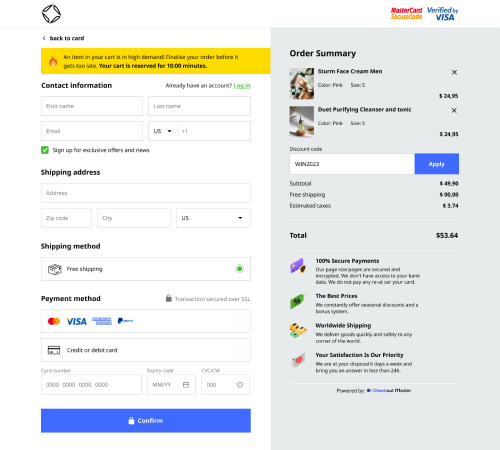 MasterCard SecureCode
Verified by VISA
back to card
An item in your cart is in high demand! Finalise your order before it
gets too late. Your cart is reserved for 10:00 minutes.
Contact information
Already have an account? Log in
First name
Last name
Email
US
+1
Sign up for exclusive offers and news
Shipping address
Address
Zip code
City
US
Shipping method
Free shipping
Peyment method
Transaction secured over SSL
VISA
AMERICAN EXPRESS
PayPal
Credit or debit card
Card number
Expiry code
CVC/CW
0000 0000 0000 0000
MM/YY
000
Confirm
Order Summary
Sturm Face Cream Men
Color: Pink Size: S
$ 24,95
Duet Purifying Cleanser and tonic
Color: Pink Size: S
$ 24,95
Discount code
WIN2023
Apply
Subtotal $ 49,90
Free shipping $ 00,00
Estimated taxes $ 3.74
Total $53.64
100% Secure Payments
Our page size pages are secured and
encrypted. We don't have access to your bank
data. We do not pay any re-ut ser your card.
The Best Prices
We constantly offer seasonal discounts and a
bonus system.
Worldwide Shipping
We deliver goods quickly and safely to any
corner of the world.
Your Satisfaction Is Our Priority
We are at your disposal 6 days a week and
bring you an answer in less than 24h.
Powered by: Checkout fffaster